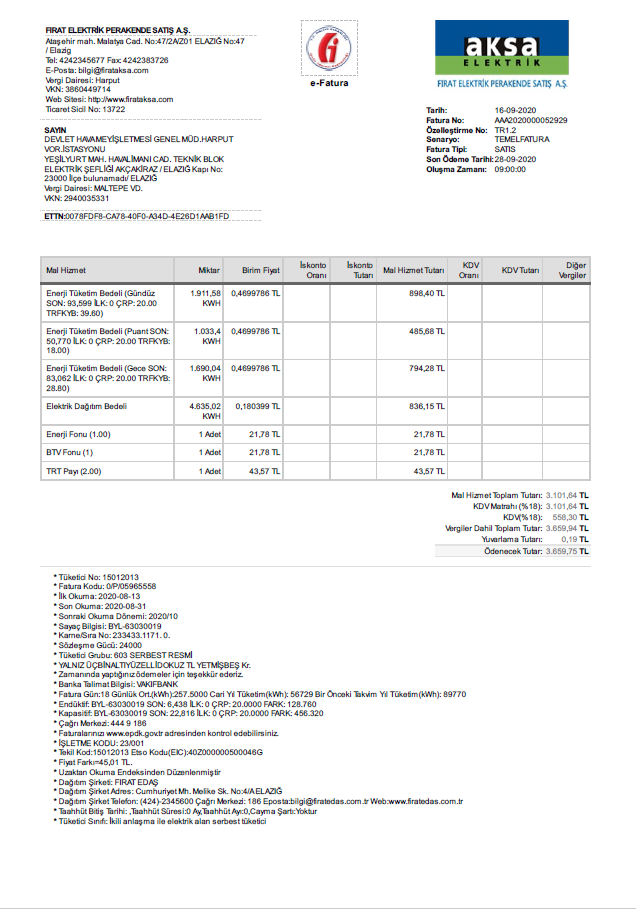 FIRAT ELEKTRİK PERAKENDE SATIŞ A.Ş.
Ataşehir mah. Malatya Cad. No:47/2A/Z01 ELAZIĞ No:47
/ Elazig
Tel: 4242345677 Fax: 4242383726
E-Posta: bilgi@firataksa.com
Vergi Dairesi: Harput
VKN: 3860449714
Web Sitesi: http://www.firataksa.com
Ticaret Sicil No: 13722
e-Fatura
aksa
ELEKTRİK
FIRAT ELEKTRİK PERAKENDE SATIŞ A.Ş.
Tarih: 16-09-2020
Fatura No: AAA2020000052929
Özelleştirme No: TR1.2
Senaryo: TEMELFATURA
Fatura Tipi: SATIS
Son Ödeme Tarihi: 28-09-2020
Oluşma Zamanı: 09:00:00
SAYIN
DEVLET HAVA MEY.İŞLETMESİ GENEL MÜD.HARPUT
VOR.İSTASYONU
YEŞİLYURT MAH. HAVALİMANI CAD. TEKNİK BLOK
ELEKTRİK ŞEFLİĞİ AKÇAKİRAZ / ELAZIĞ Kapı No:
23000 İlçe bulunamadı/ ELAZIĞ
Vergi Dairesi: MALTEPE VD.
VKN: 2940035331
ETTN:0078FDF8-CA78-40F0-A34D-4E26D1AAB1FD
Mal Hizmet Miktar Birim Fiyat İskonto Oranı İskonto Tutarı Mal Hizmet Tutarı KDV Oranı KDV Tutarı Diğer Vergiler
Enerji Tüketim Bedeli (Gündüz 1.911,58 0,4699786 TL 898,40 TL
SON: 93,599 İLK: 0 ÇRP: 20.00 KWH
TRFKYB: 39.60)
Enerji Tüketim Bedeli (Puant SON: 1.033,4 0,4699786 TL 485,68 TL
50,770 İLK: 0 ÇRP: 20.00 TRFKYB: KWH
18.00)
Enerji Tüketim Bedeli (Gece SON: 1.690,04 0,4699786 TL 794,28 TL
83,062 İLK: 0 ÇRP: 20.00 TRFKYB: KWH
28.80)
Elektrik Dağıtım Bedeli 4.635,02 0,180399 TL 836,15 TL
KWH
Enerji Fonu (1.00) 1 Adet 21,78 TL 21,78 TL
BTV Fonu (1) 1 Adet 21,78 TL 21,78 TL
TRT Payı (2.00) 1 Adet 43,57 TL 43,57 TL
Mal Hizmet Toplam Tutarı: 3.101,64 TL
KDV Matrahı (%18): 3.101,64 TL
KDV(%18): 558,30 TL
Vergiler Dahil Toplam Tutar: 3.659,94 TL
Yuvarlama Tutarı: 0,19 TL
Ödenecek Tutar: 3.659,75 TL
* Tüketici No: 15012013
* Fatura Kodu: 0/P/05965558
* İlk Okuma: 2020-08-13
* Son Okuma: 2020-08-31
* Sonraki Okuma Dönemi: 2020/10
* Sayaç Bilgisi: BYL-63030019
* Karne/Sıra No: 233433.1171. 0.
* Sözleşme Gücü: 24000
* Tüketici Grubu: 603 SERBEST RESMİ
* YALNIZ ÜÇBİNALTIYÜZELLİDOKUZ TL YETMİŞBEŞ Kr.
* Zamanında yaptığınız ödemeler için teşekkür ederiz.
* Banka Talimat Bilgisi: VAKIFBANK
* Fatura Gün:18 Günlük Ort.(kWh):257.5000 Cari Yıl Tüketim(kWh): 56729 Bir Önceki Takvim Yıl Tüketim(kWh): 89770
* Endüktif: BYL-63030019 SON: 6,438 İLK: 0 ÇRP: 20.0000 FARK: 128.760
* Kapasitif: BYL-63030019 SON: 22,816 İLK: 0 ÇRP: 20.0000 FARK: 456.320
* Çağrı Merkezi: 444 9 186
* Faturalarınızı www.epdk.gov.tr adresinden kontrol edebilirsiniz.
* İŞLETME KODU: 23/001
* Tekil Kod:15012013 Etso Kodu(EIC):40Z000000500046G
* Fiyat Farkı=45,01 TL.
* Uzaktan Okuma Endeksinden Düzenlenmiştir
* Dağıtım Şirketi: FIRAT EDAŞ
* Dağıtım Şirket Adres: Cumhuriyet Mh. Melike Sk. No:4/A ELAZIĞ
* Dağıtım Şirket Telefon: (424)-2345600 Çağrı Merkezi: 186 Eposta:bilgi@firatedas.com.tr Web:www.firatedas.com.tr
* Taahhüt Bitiş Tarihi: ,Taahhüt Süresi:0 Ay,Taahhüt Ayı:0,Cayma Şartı:Yoktur
* Tüketici Sınıfı: İkili anlaşma ile elektrik alan serbest tüketici